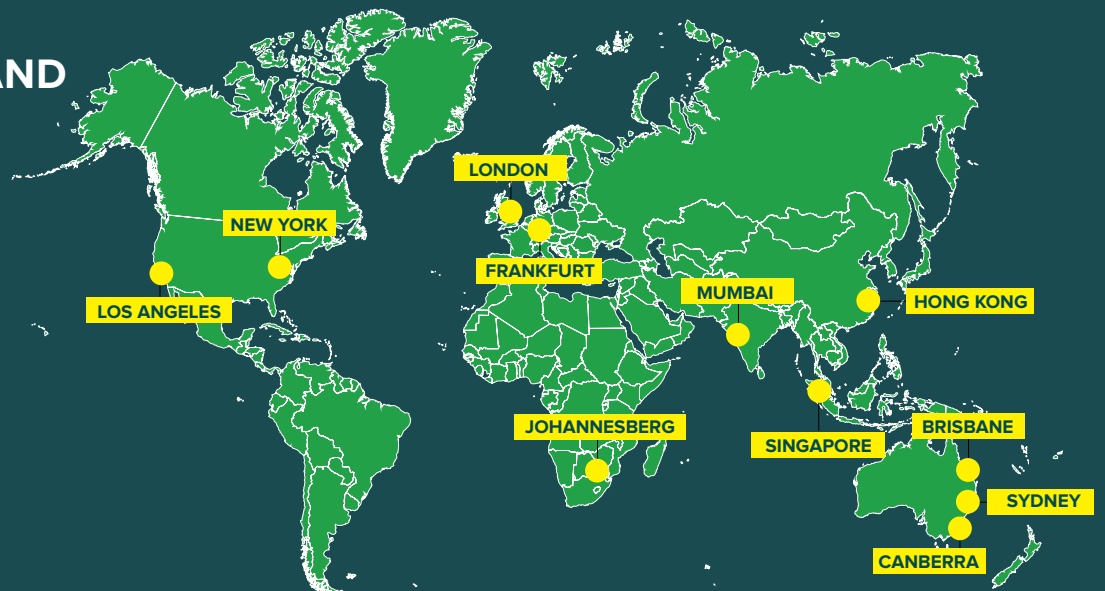 AND
LONDON
NEW YORK
FRANKFURT
MUMBAI
LOS ANGELES
HONG KONG
JOHANNESBERG
BRISBANE
SINGAPORE
SYDNEY
CANBERRA